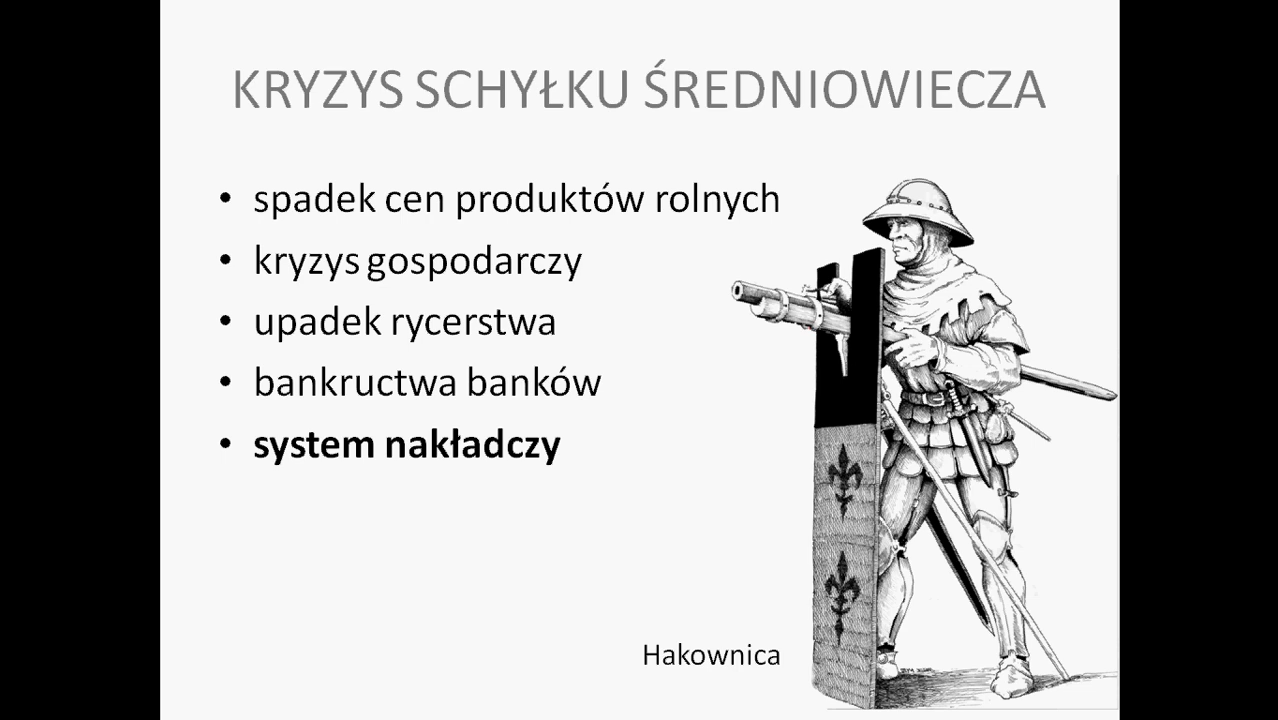 KRYZYS SCHYŁKU ŚREDNIOWIECZA
• spadek cen produktów rolnych
• kryzys gospodarczy
• upadek rycerstwa
• bankructwa banków
• system nakładczy
Hakownica